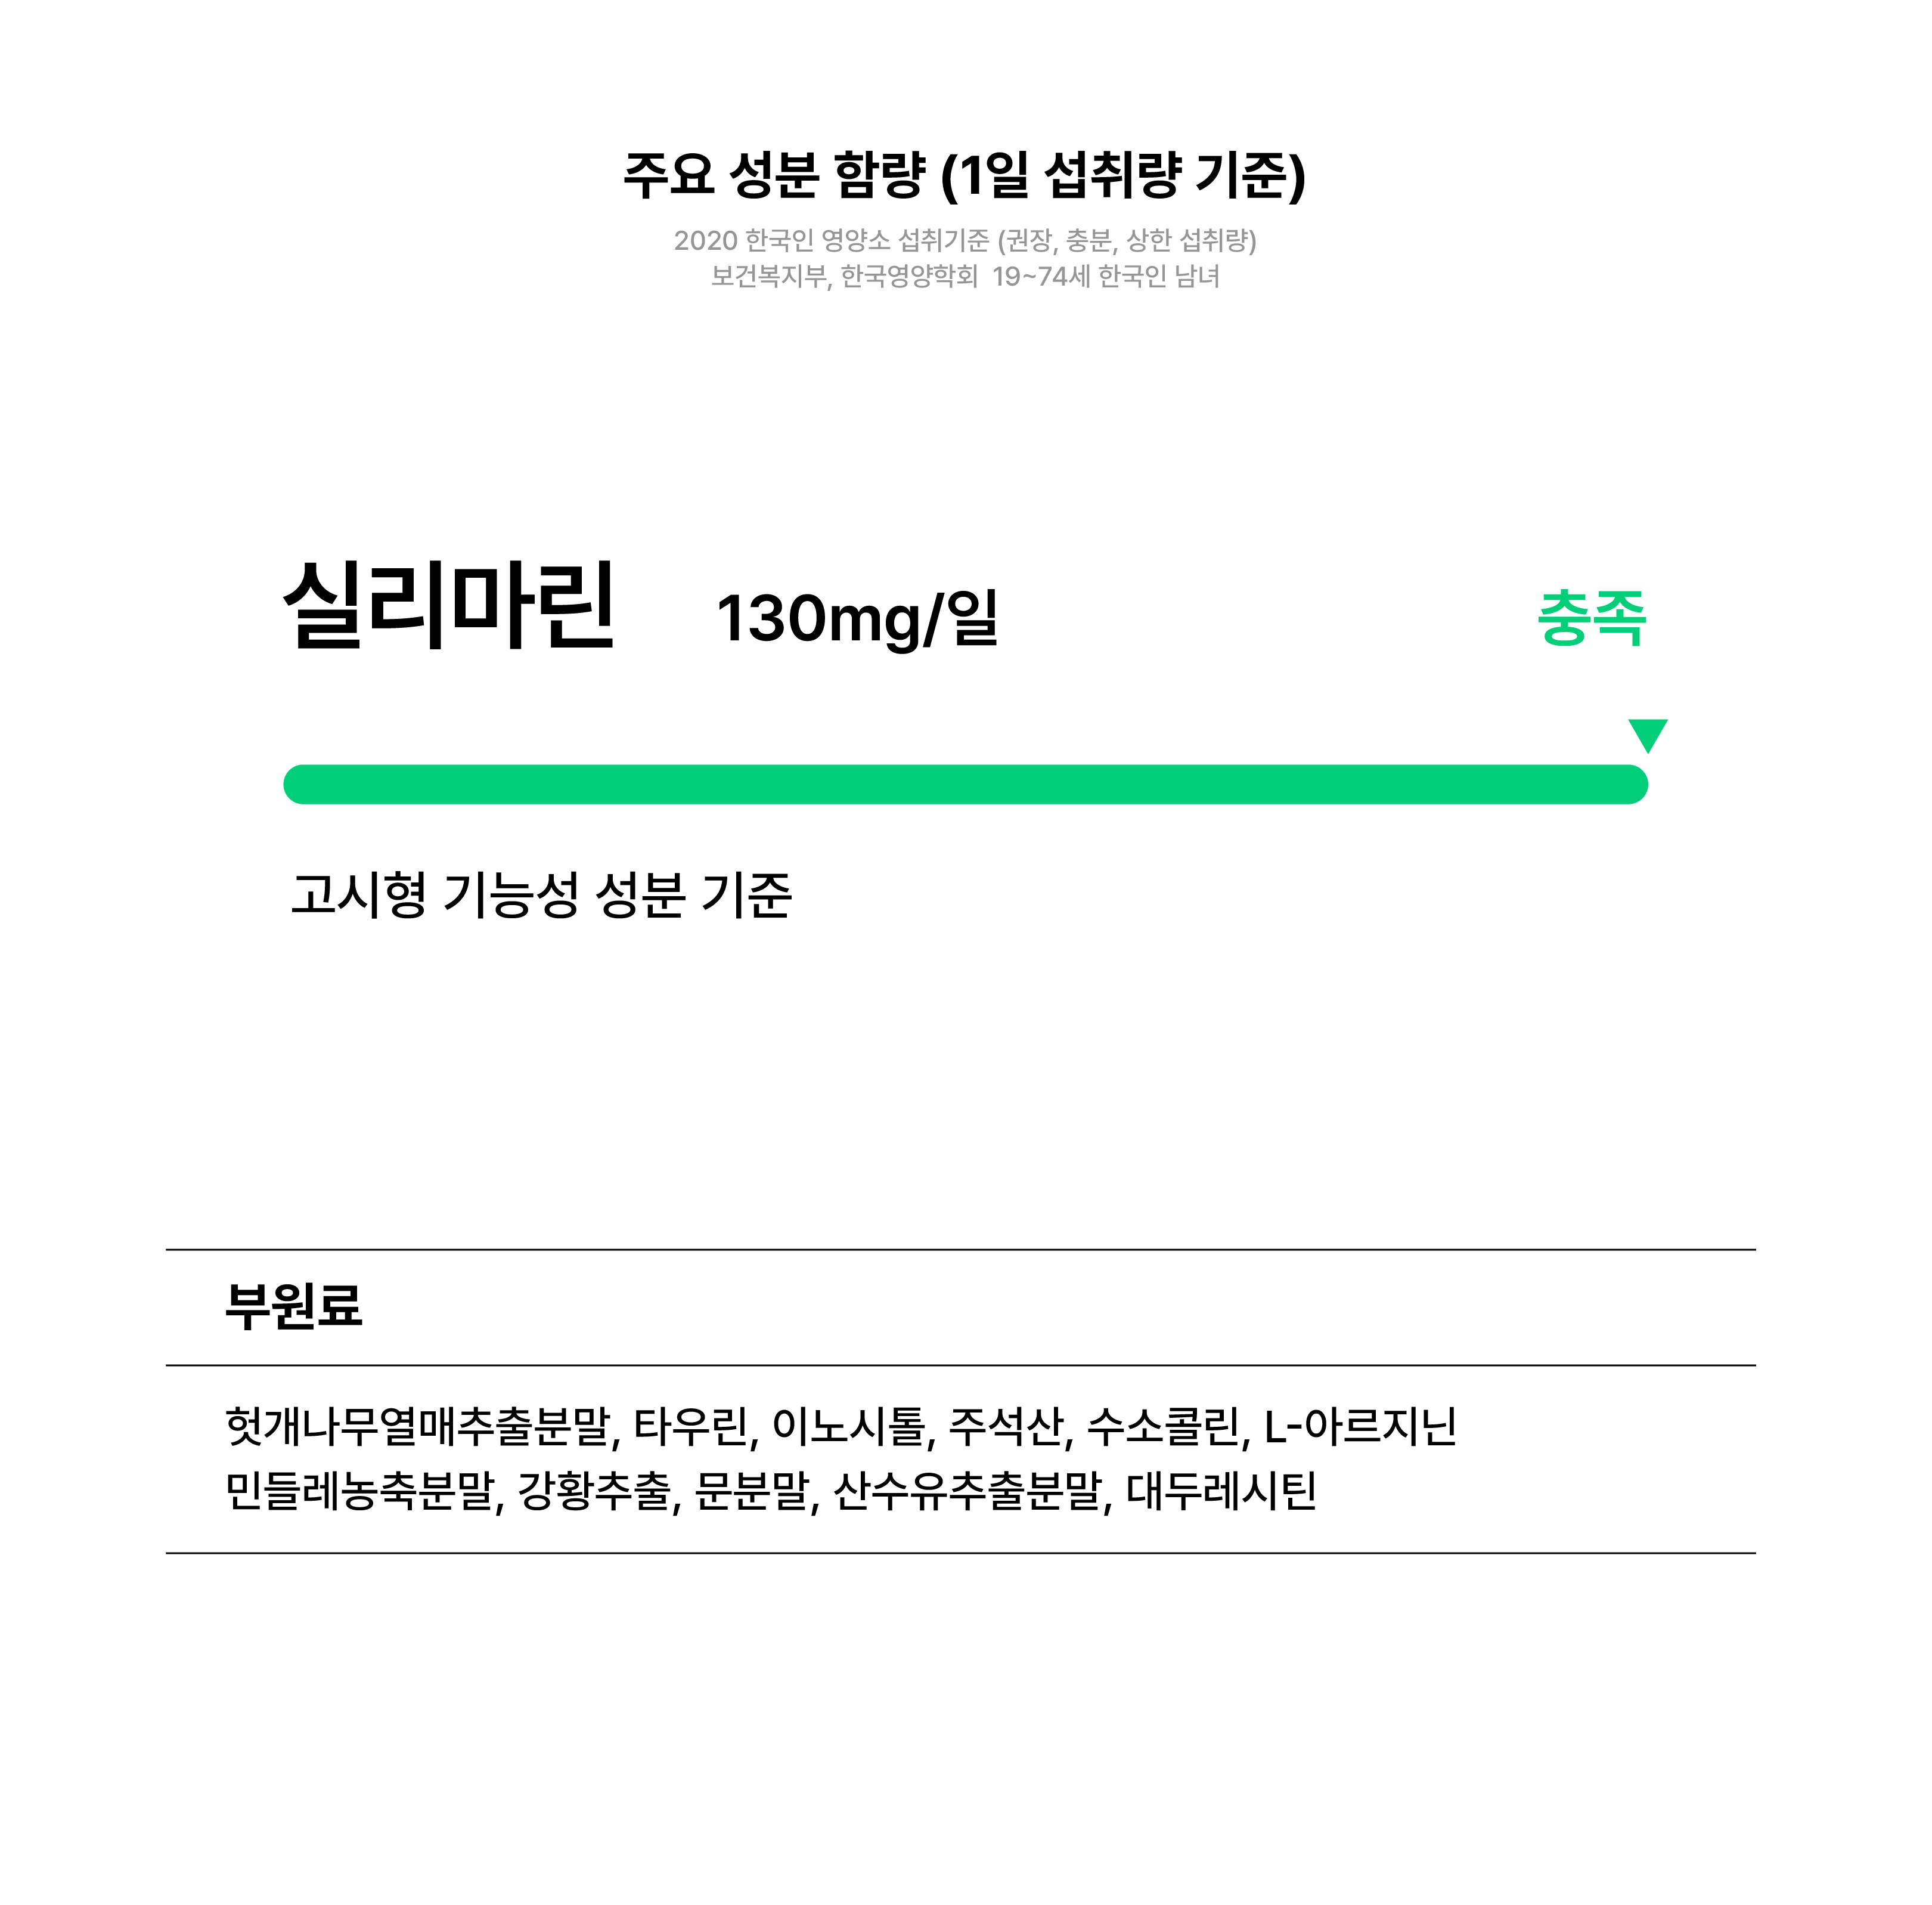 주요 성분 함량 (1일 섭취량 기준)
2020 한국인 영양소 섭취기준 (권장, 충분, 상한 섭취량)
보건복지부, 한국영양학회 19~74세 한국인 남녀
실리마린 130mg/일 충족
고시형 기능성 성분 기준
부원료
헛개나무열매추출분말, 타우린, 이노시톨, 주석산, 수소콜린, L-아르지닌
민들레농축분말, 강황추출, 문분말, 산수유추출분말, 대두레시틴